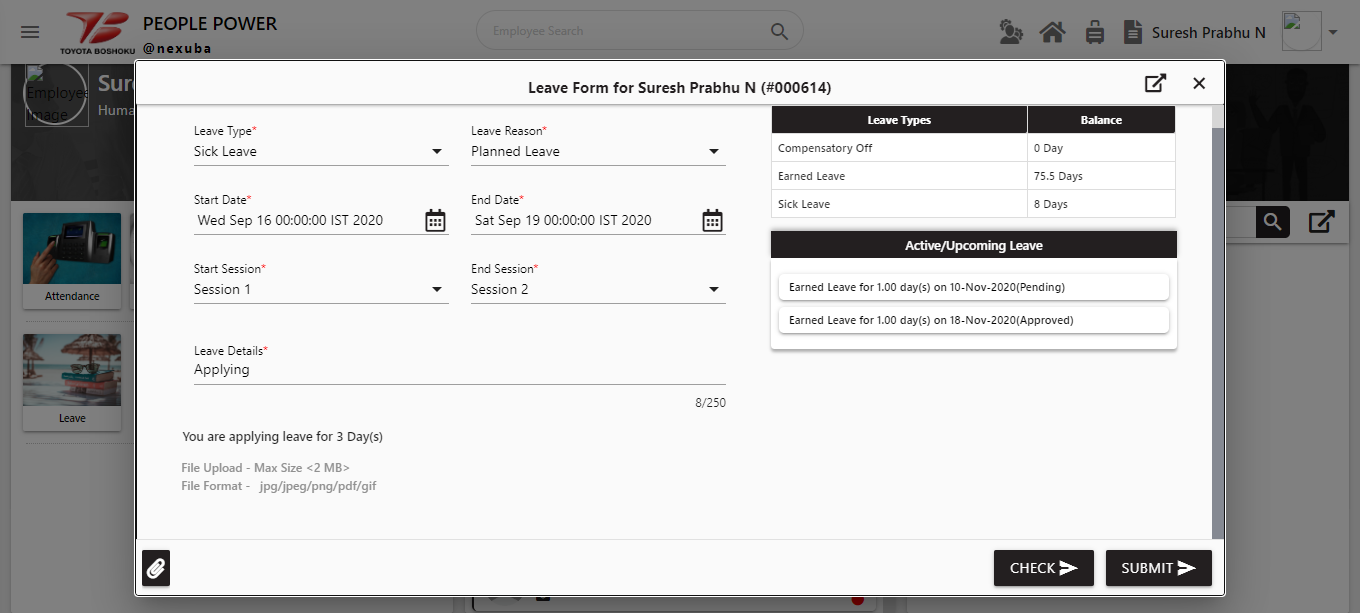 TOYOTA BOSHOKU
PEOPLE POWER
@nexuba
Employee Search
Suresh Prabhu N
Employee
Image
Sure
Huma
Attendance
Leave
Leave Form for Suresh Prabhu N (#000614)
Leave Type*
Sick Leave
Leave Reason*
Planned Leave
Start Date*
Wed Sep 16 00:00:00 IST 2020
End Date*
Sat Sep 19 00:00:00 IST 2020
Start Session*
Session 1
End Session*
Session 2
Leave Details*
Applying
8/250
You are applying leave for 3 Day(s)
File Upload - Max Size <2 MB>
File Format - jpg/jpeg/png/pdf/gif
Leave Types Balance
Compensatory Off 0 Day
Earned Leave 75.5 Days
Sick Leave 8 Days
Active/Upcoming Leave
Earned Leave for 1.00 day(s) on 10-Nov-2020(Pending)
Earned Leave for 1.00 day(s) on 18-Nov-2020(Approved)
CHECK
SUBMIT